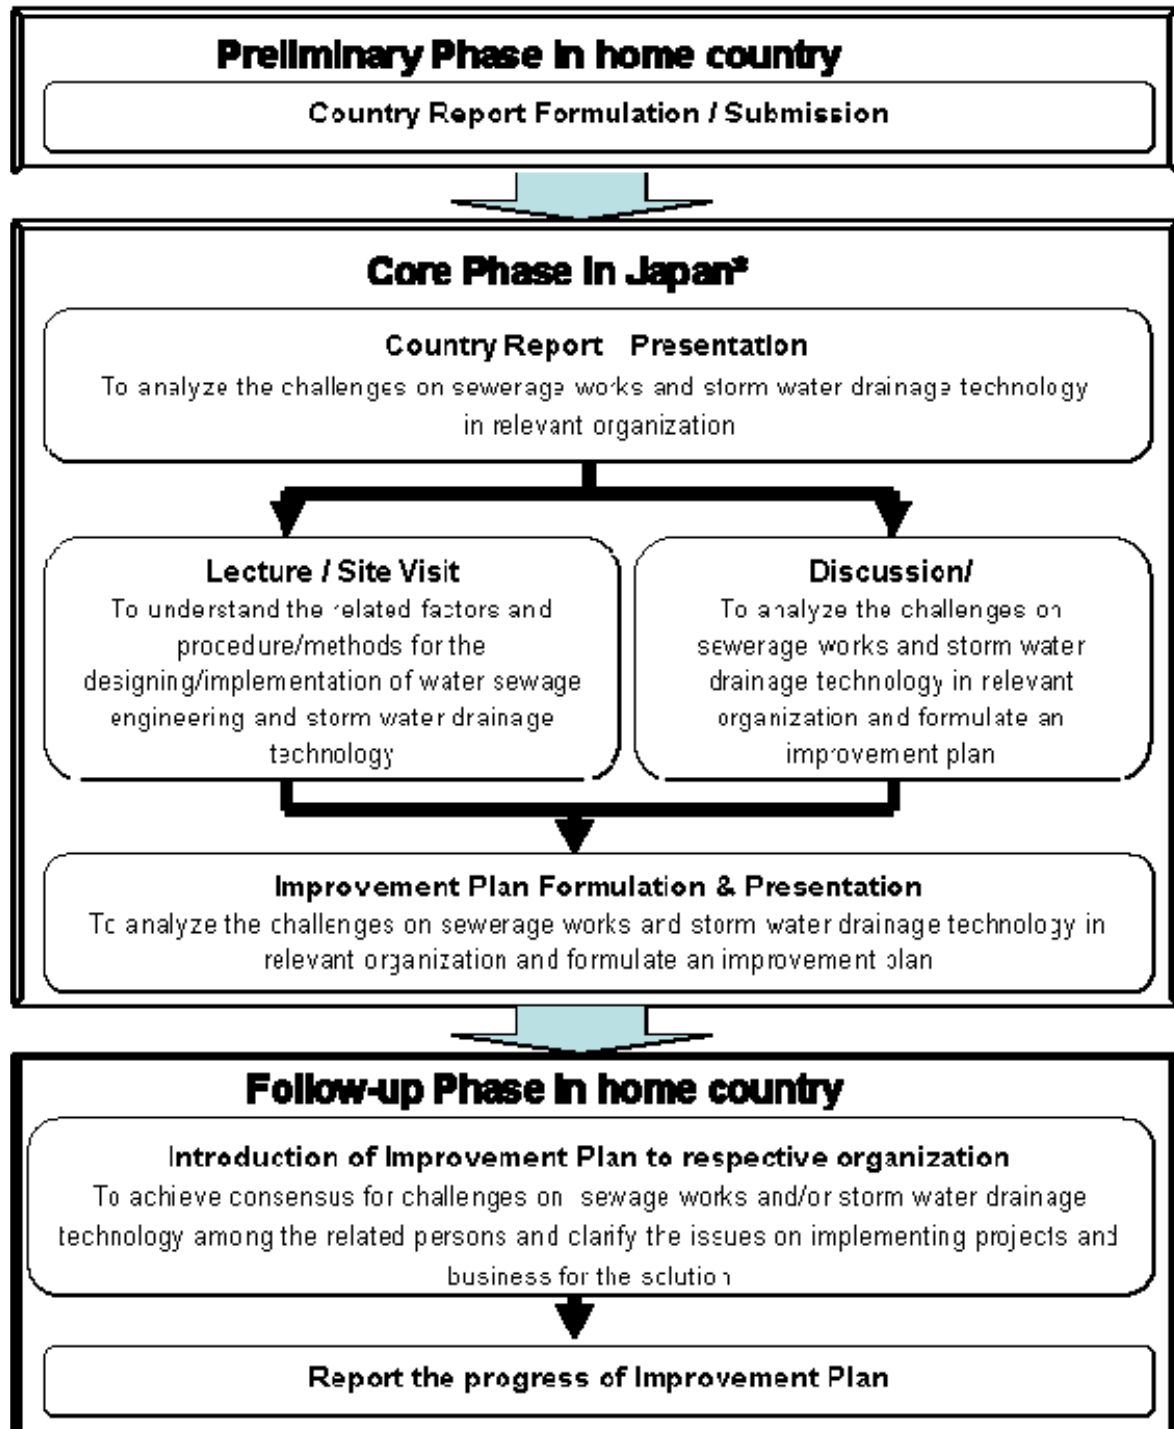 Preliminary Phase in home country
Country Report Formulation / Submission
Core Phase in Japan*
Country Report Presentation
To analyze the challenges on sewerage works and storm water drainage technology
in relevant organization
Lecture / Site Visit
To understand the related factors and
procedure/methods for the
designing/implementation of water sewage
engineering and storm water drainage
technology
Discussion/
To analyze the challenges on
sewerage works and storm water
drainage technology in relevant
organization and formulate an
improvement plan
Improvement Plan Formulation & Presentation
To analyze the challenges on sewerage works and storm water drainage technology in
relevant organization and formulate an improvement plan
Follow-up Phase in home country
Introduction of Improvement Plan to respective organization
To achieve consensus for challenges on sewage works and/or storm water drainage
technology among the related persons and clarify the issues on implementing projects and
business for the solution
Report the progress of Improvement Plan